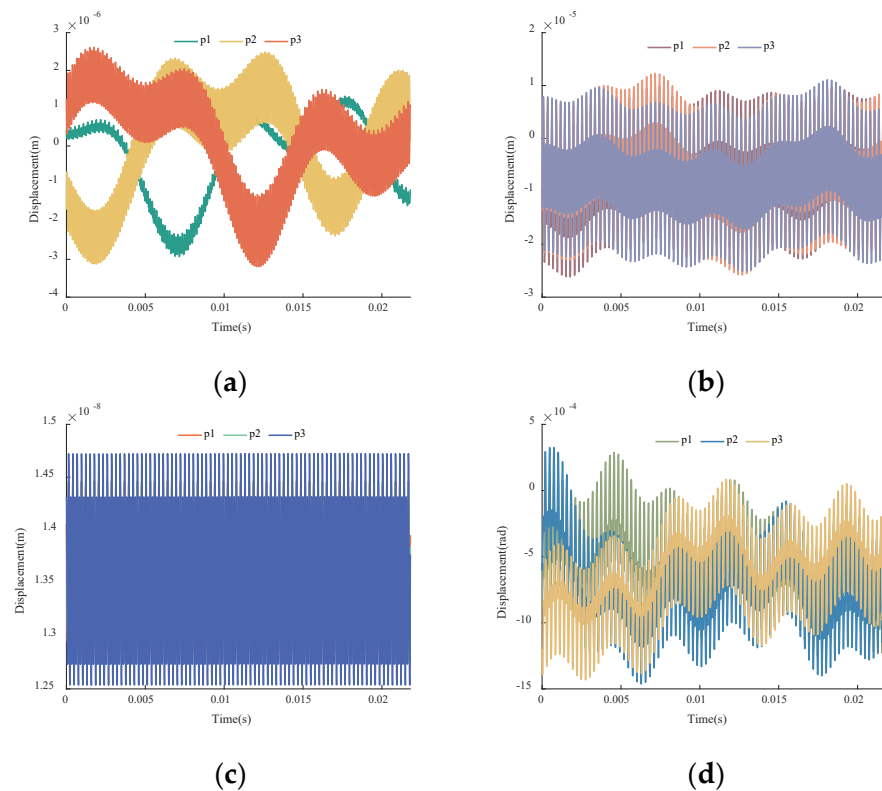 ×10 -6
p1 p2 p3
3
2
1
0
-1
-2
-3
-4
Displacement(m)
0 0.005 0.01 0.015 0.02
Time(s)
(a)
×10 -5
p1 p2 p3
2
1
0
-1
-2
-3
Displacement(m)
0 0.005 0.01 0.015 0.02
Time(s)
(b)
×10 -8
p1 p2 p3
1.5
1.45
1.4
1.35
1.3
1.25
Displacement(m)
0 0.005 0.01 0.015 0.02
Time(s)
(c)
×10 -4
p1 p2 p3
5
0
-5
-10
-15
Displacement(rad)
0 0.005 0.01 0.015 0.02
Time(s)
(d)